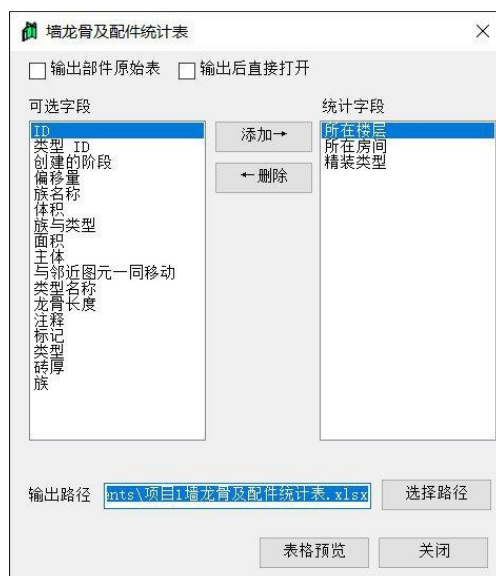 墙龙骨及配件统计表
输出部件原始表 输出后直接打开
可选字段 统计字段
ID
类型 ID
创建的阶段
偏移量
族名称
体积
族与类型
面积
主体
与邻近图元一同移动
类型名称
龙骨长度
注释
标记
类型
砖厚
族
添加→
←删除
所在楼层
所在房间
精装类型
输出路径 ents\项目1墙龙骨及配件统计表.xlsx 选择路径
表格预览 关闭